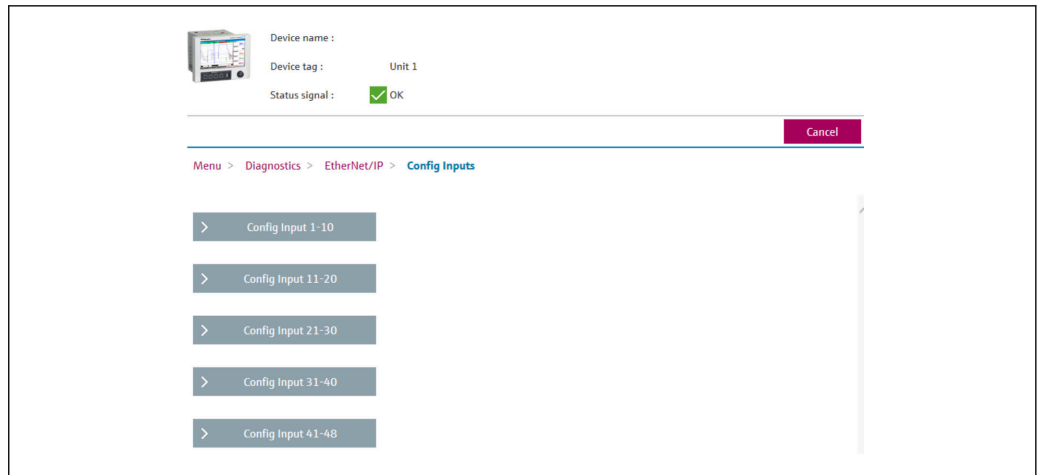 Device name :
Device tag : Unit 1
Status signal : OK
Cancel
Menu > Diagnostics > EtherNet/IP > Config Inputs
> Config Input 1-10
> Config Input 11-20
> Config Input 21-30
> Config Input 31-40
> Config Input 41-48